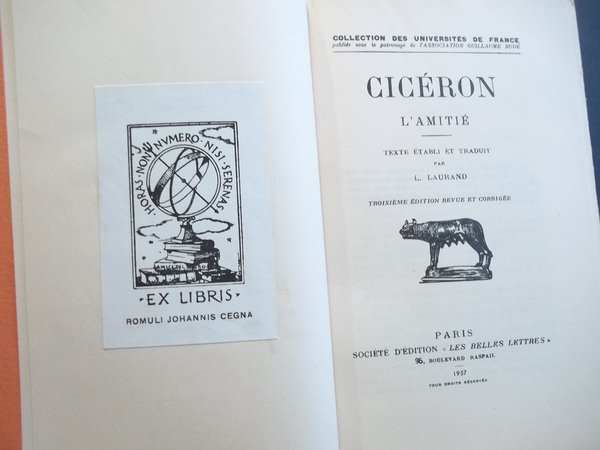 HORAS·NON·NVMERO·NISI·SERENAS
·EX LIBRIS·
ROMULI JOHANNIS CEGNA
COLLECTION DES UNIVERSITÉS DE FRANCE
publiée sous le patronage de l'ASSOCIATION GUILLAUME BUDÉ
CICÉRON
L'AMITIÉ
TEXTE ÉTABLI ET TRADUIT
PAR
L. LAURAND
TROISIÈME ÉDITION REVUE ET CORRIGÉE
PARIS
SOCIÉTÉ D'ÉDITION "LES BELLES LETTRES"
95, BOULEVARD RASPAIL
1957
TOUS DROITS RÉSERVÉS